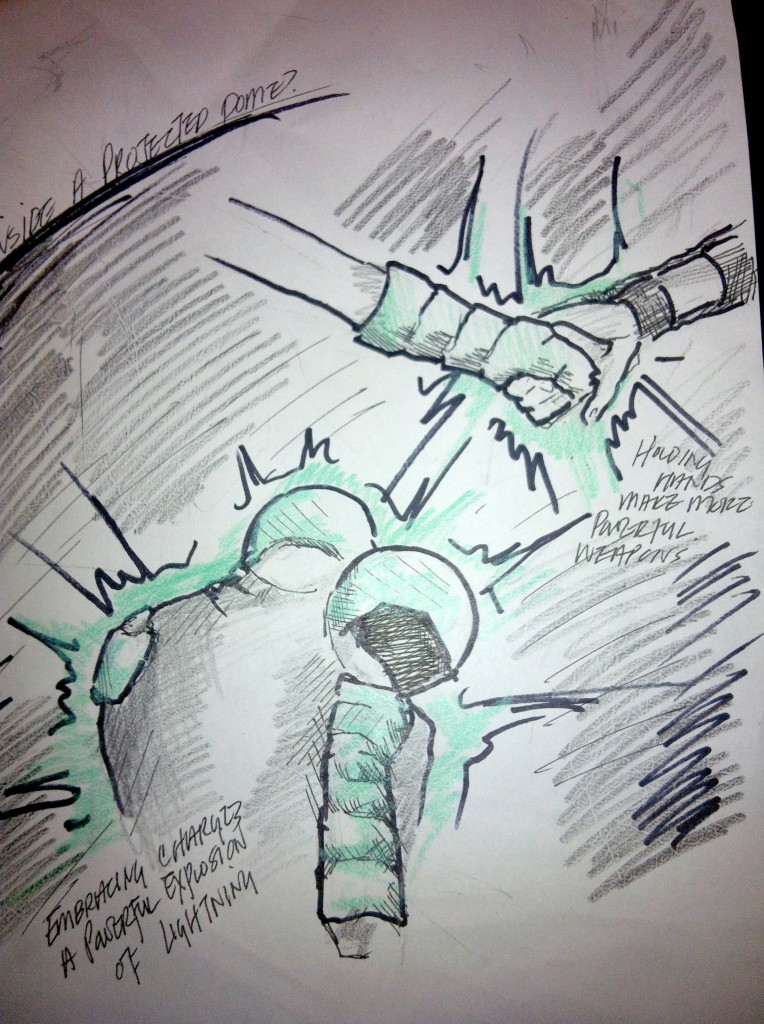 INSIDE A PROTECTED DOME?
HOLDING
HANDS
MAKE MORE
POWERFUL
WEAPONS
EMBRACING CHARGES
A POWERFUL EXPLOSION
OF LIGHTNING